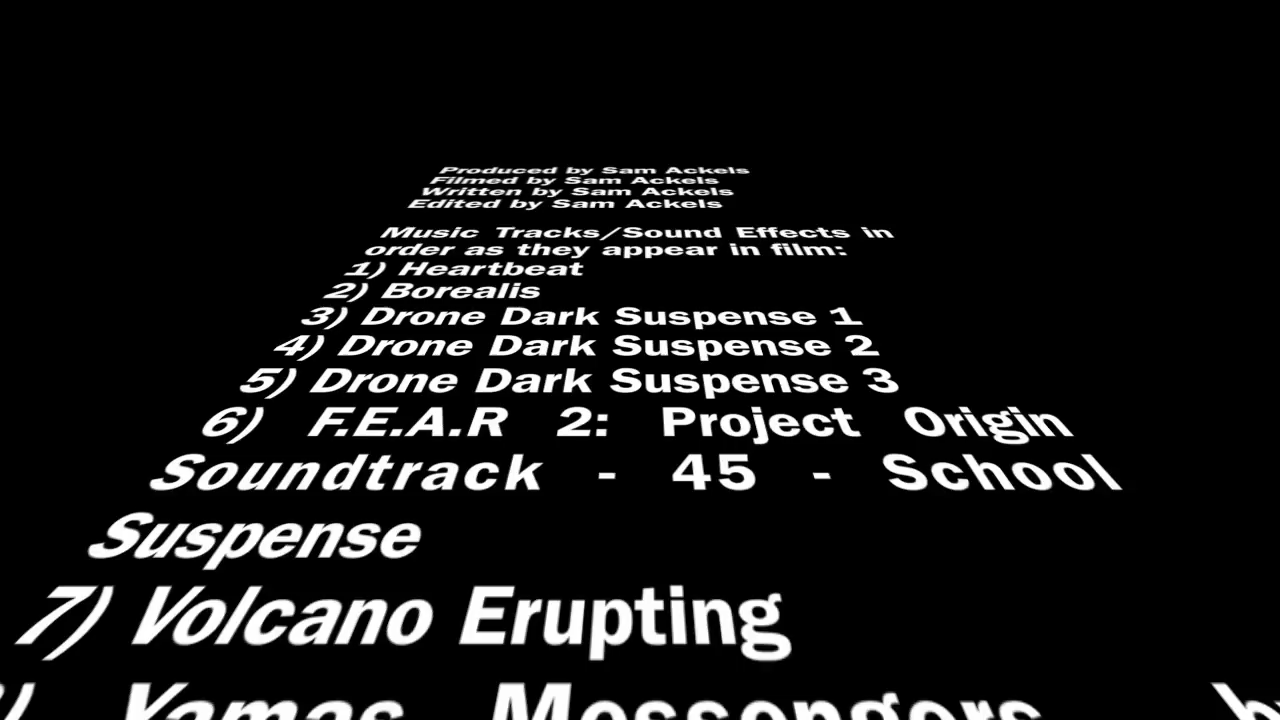 Produced by Sam Ackels
Filmed by Sam Ackels
Written by Sam Ackels
Edited by Sam Ackels
Music Tracks/Sound Effects in
order as they appear in film:
1) Heartbeat
2) Borealis
3) Drone Dark Suspense 1
4) Drone Dark Suspense 2
5) Drone Dark Suspense 3
6) F.E.A.R 2: Project Origin
Soundtrack - 45 - School
Suspense
7) Volcano Erupting
Yamas Messengers